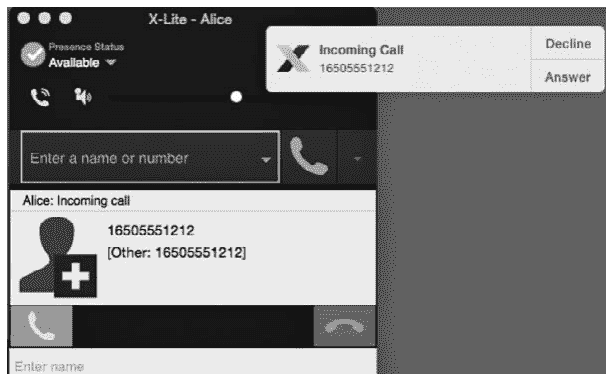 X-Lite - Alice
Presence Status
Available
Incoming Call
16505551212
Decline
Answer
Enter a name or number
Alice: Incoming call
16505551212
[Other: 16505551212]
Enter name